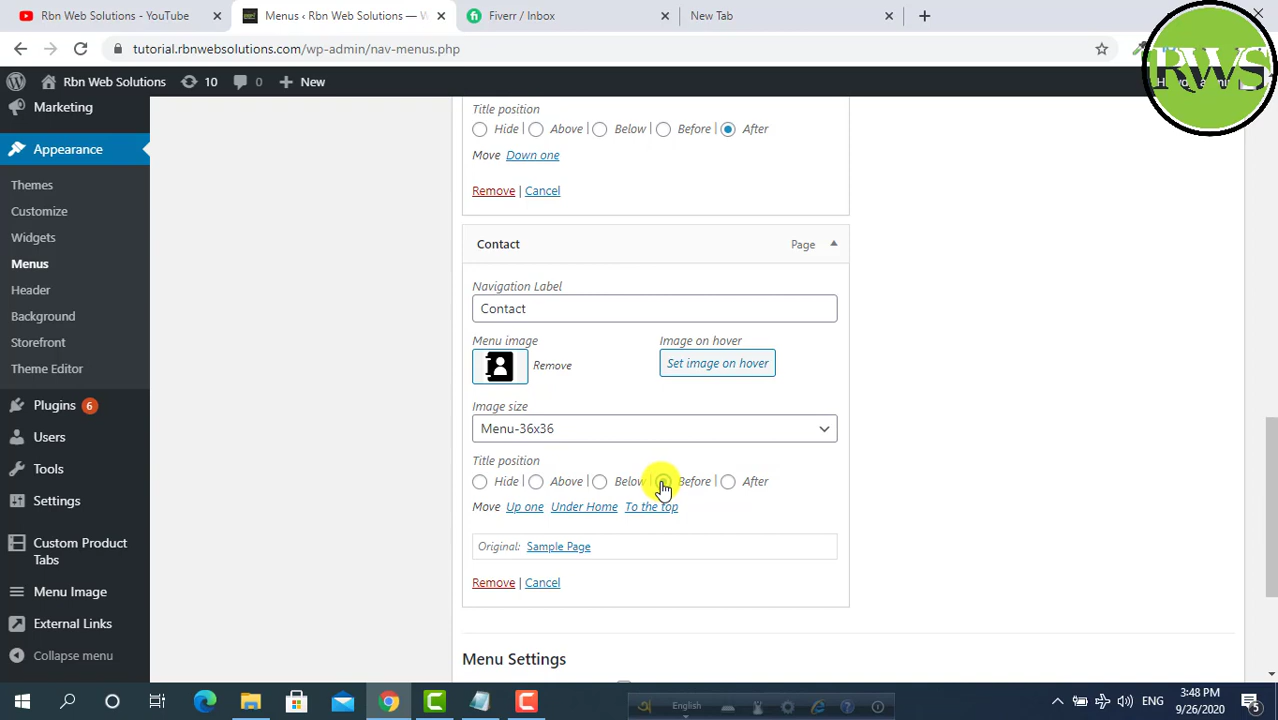 Rbn Web Solutions - YouTube
Menus ‹ Rbn Web Solutions — W
Fiverr / Inbox
New Tab
tutorial.rbnwebsolutions.com/wp-admin/nav-menus.php
RWS
Rbn Web Solutions 10 0 New
Marketing
Appearance
Themes
Customize
Widgets
Menus
Header
Background
Storefront
Theme Editor
Plugins 6
Users
Tools
Settings
Custom Product
Tabs
Menu Image
External Links
Collapse menu
Title position
Hide | Above | Below | Before | After
Move Down one
Remove | Cancel
Contact Page
Navigation Label
Contact
Menu image Image on hover
Remove Set image on hover
Image size
Menu-36x36
Title position
Hide | Above | Below | Before | After
Move Up one Under Home To the top
Original: Sample Page
Remove | Cancel
Menu Settings
English
ENG
3:48 PM
9/26/2020
5